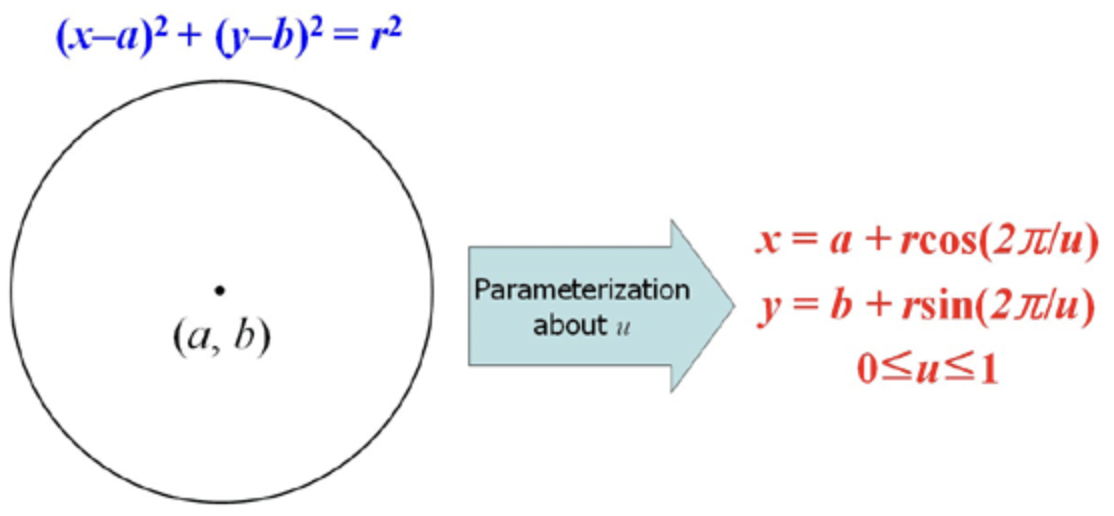 (x–a)² + (y–b)² = r²
(a, b)
Parameterization
about u
x = a + rcos(2π/u)
y = b + rsin(2π/u)
0≤u≤1